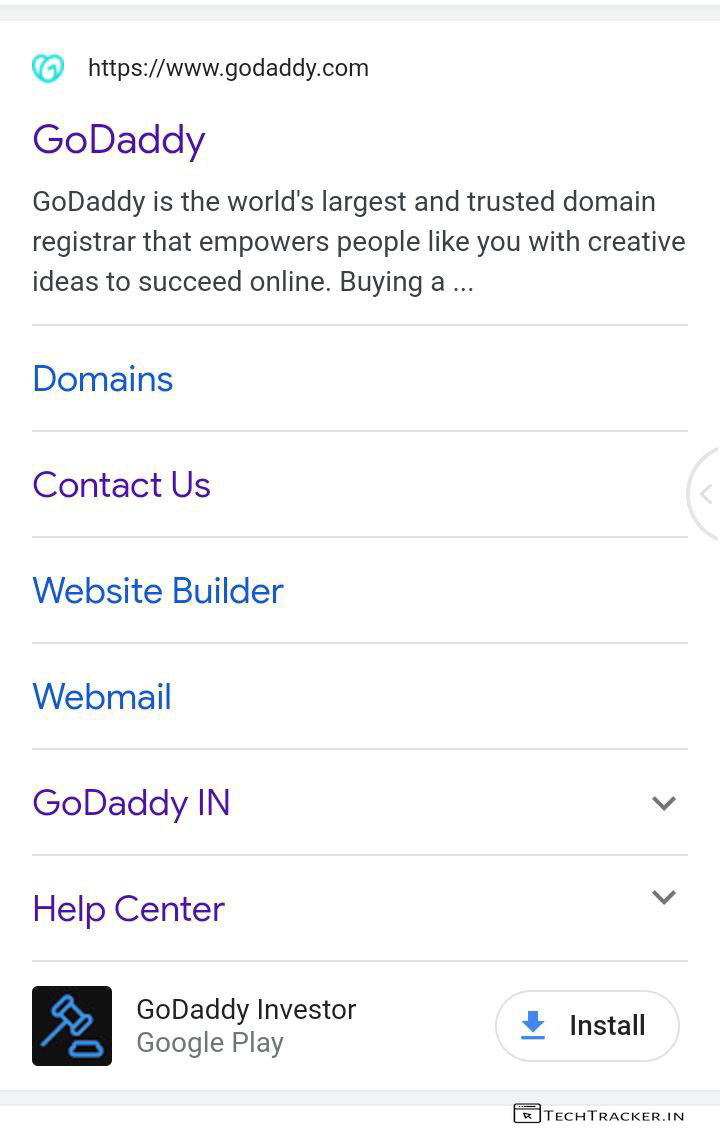 https://www.godaddy.com
GoDaddy
GoDaddy is the world's largest and trusted domain
registrar that empowers people like you with creative
ideas to succeed online. Buying a ...
Domains
Contact Us
Website Builder
Webmail
GoDaddy IN
Help Center
GoDaddy Investor
Google Play
Install
TECHTRACKER.IN